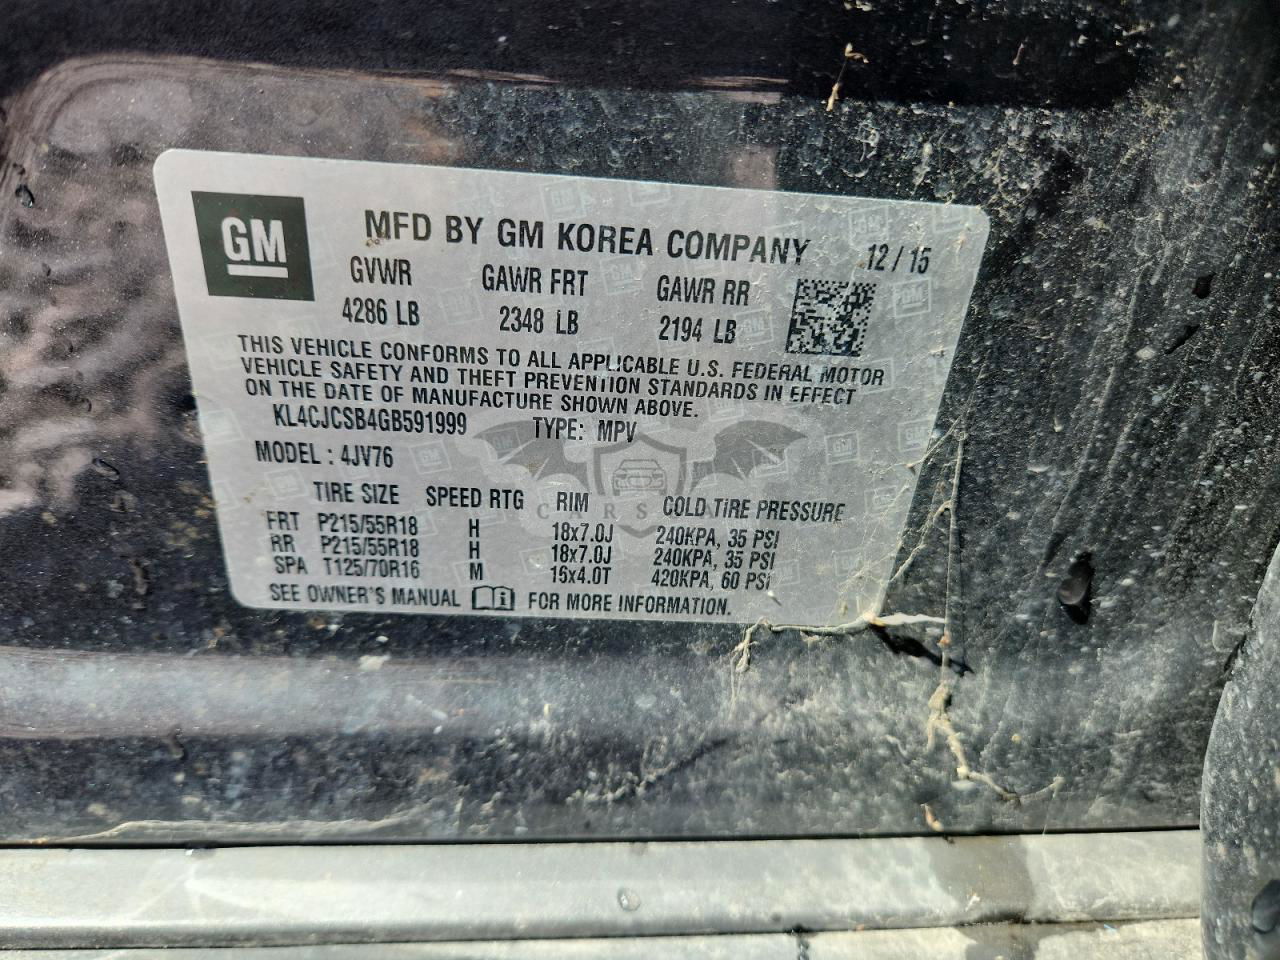 GM
MFD BY GM KOREA COMPANY 12/15
GVWR GAWR FRT GAWR RR
4286 LB 2348 LB 2194 LB
THIS VEHICLE CONFORMS TO ALL APPLICABLE U.S. FEDERAL MOTOR
VEHICLE SAFETY AND THEFT PREVENTION STANDARDS IN EFFECT
ON THE DATE OF MANUFACTURE SHOWN ABOVE.
KL4CJCSB4GB591999 TYPE: MPV
MODEL : 4JV76
TIRE SIZE SPEED RTG RIM COLD TIRE PRESSURE
FRT P215/55R18 H 18x7.0J 240KPA, 35 PSI
RR P215/55R18 H 18x7.0J 240KPA, 35 PSI
SPA T125/70R16 M 16x4.0T 420KPA, 60 PSI
SEE OWNER'S MANUAL FOR MORE INFORMATION.